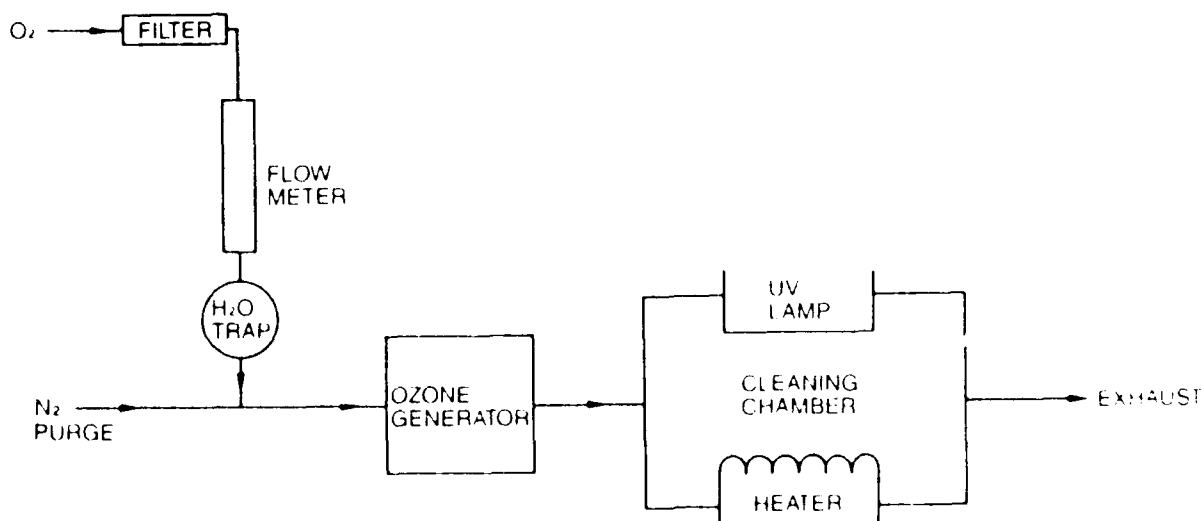 O₂
FILTER
FLOW
METER
H₂O
TRAP
N₂
PURGE
OZONE
GENERATOR
UV
LAMP
CLEANING
CHAMBER
HEATER
EXHAUST